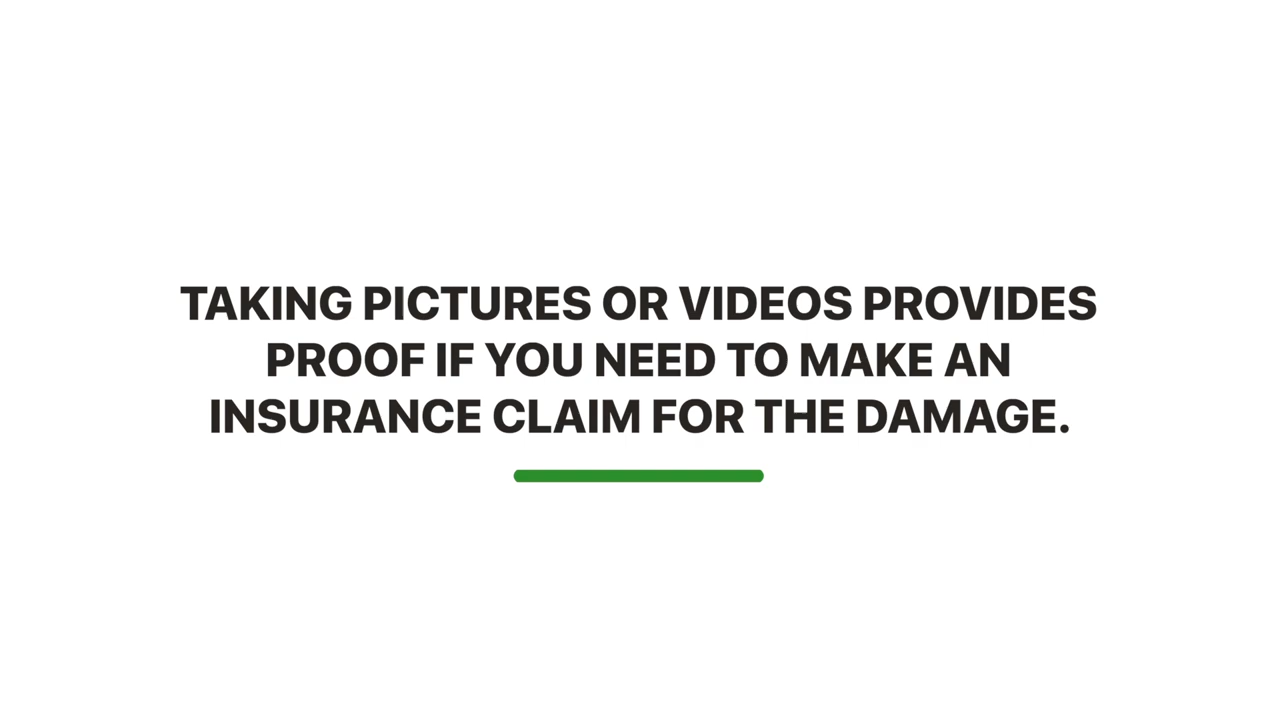 TAKING PICTURES OR VIDEOS PROVIDES
PROOF IF YOU NEED TO MAKE AN
INSURANCE CLAIM FOR THE DAMAGE.